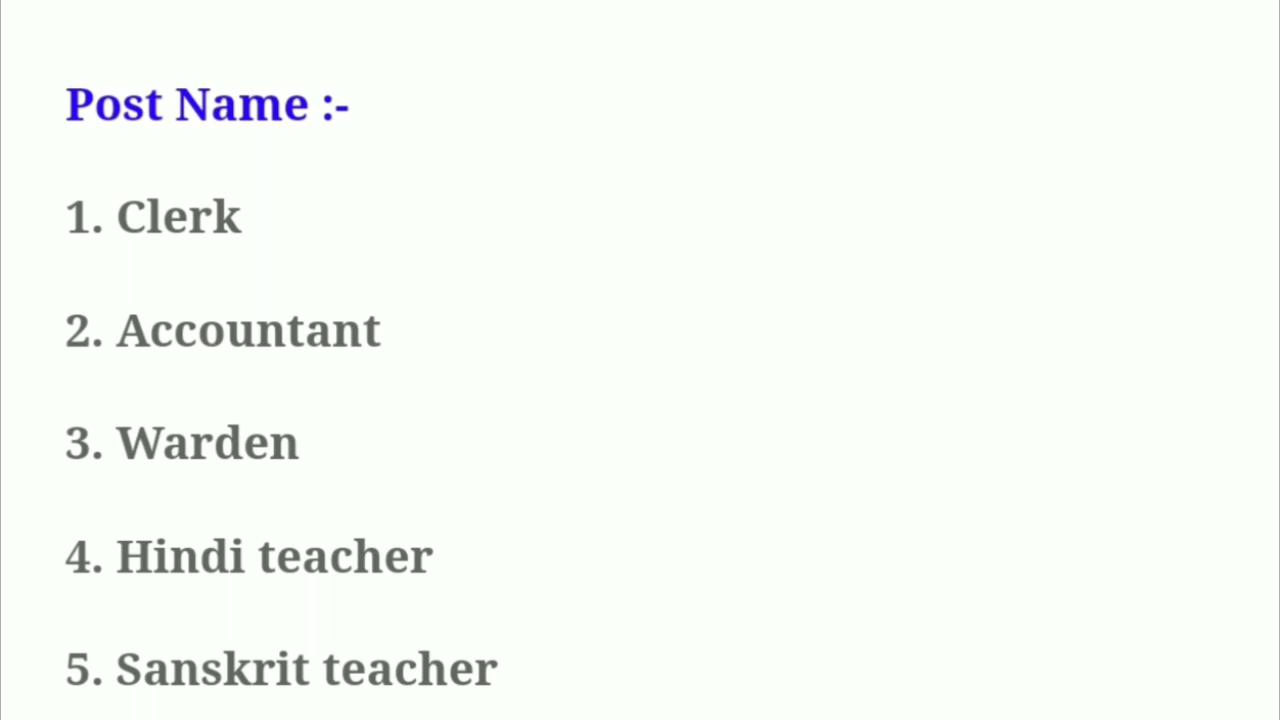 Post Name :-
1. Clerk
2. Accountant
3. Warden
4. Hindi teacher
5. Sanskrit teacher